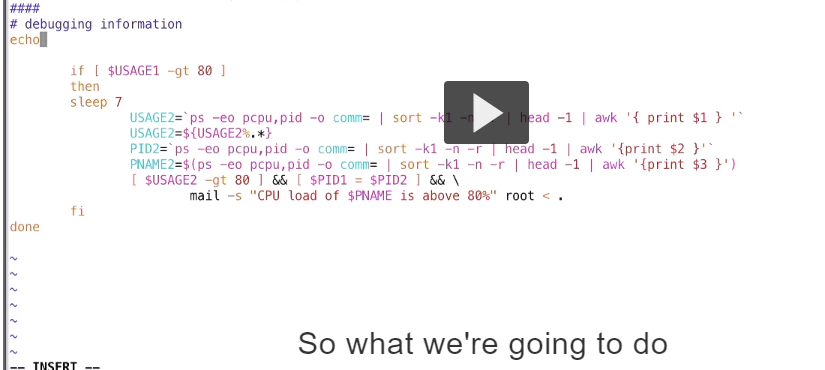 ####
# debugging information
echo
if [ $USAGE1 -gt 80 ]
then
sleep 7
USAGE2=`ps -eo pcpu,pid -o comm= | sort -k1 -n | head -1 | awk '{ print $1 } '`
USAGE2=${USAGE2%.*}
PID2=`ps -eo pcpu,pid -o comm= | sort -k1 -n -r | head -1 | awk '{print $2 }'`
PNAME2=$(ps -eo pcpu,pid -o comm= | sort -k1 -n -r | head -1 | awk '{print $3 }')
[ $USAGE2 -gt 80 ] && [ $PID1 = $PID2 ] && \
mail -s "CPU load of $PNAME is above 80%" root < .
fi
done
~
~
~
~
~
~
~
So what we're going to do
-- INSERT --